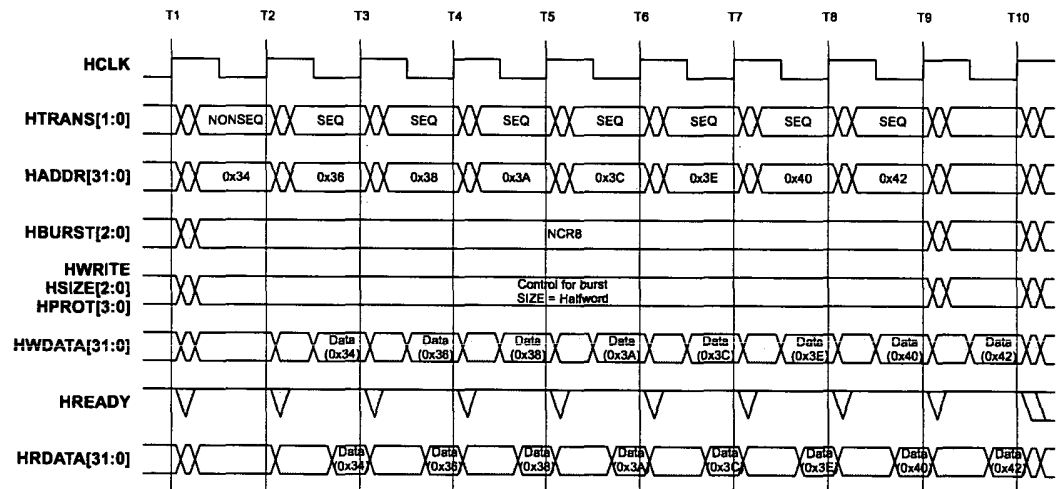 T1 T2 T3 T4 T5 T6 T7 T8 T9 T10
HCLK
HTRANS[1:0] NONSEQ SEQ SEQ SEQ SEQ SEQ SEQ SEQ
HADDR[31:0] 0x34 0x36 0x38 0x3A 0x3C 0x3E 0x40 0x42
HBURST[2:0] NCR8
HWRITE
HSIZE[2:0] Control for burst
HPROT[3:0] SIZE = Halfword
HWDATA[31:0] Data (0x34) Data (0x36) Data (0x38) Data (0x3A) Data (0x3C) Data (0x3E) Data (0x40) Data (0x42)
HREADY
HRDATA[31:0] Data (0x34) Data (0x36) Data (0x38) Data (0x3A) Data (0x3C) Data (0x3E) Data (0x40) Data (0x42)